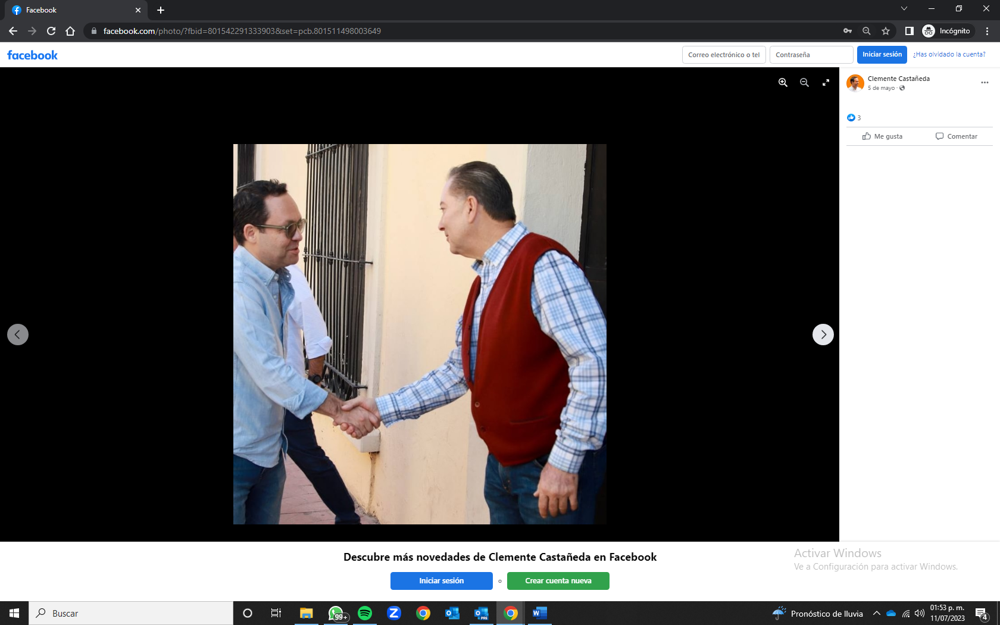 Facebook
facebook.com/photo/?fbid=801542291333903&set=pcb.801511498003649
Incógnito
facebook
Correo electrónico o tel
Contraseña
Iniciar sesión
¿Has olvidado la cuenta?
Clemente Castañeda
5 de mayo ·
3
Me gusta
Comentar
Descubre más novedades de Clemente Castañeda en Facebook
Iniciar sesión
o
Crear cuenta nueva
Activar Windows
Ve a Configuración para activar Windows.
Buscar
99+
Z
O
O
PRE
W
Pronóstico de lluvia
01:53 p. m.
11/07/2023
4